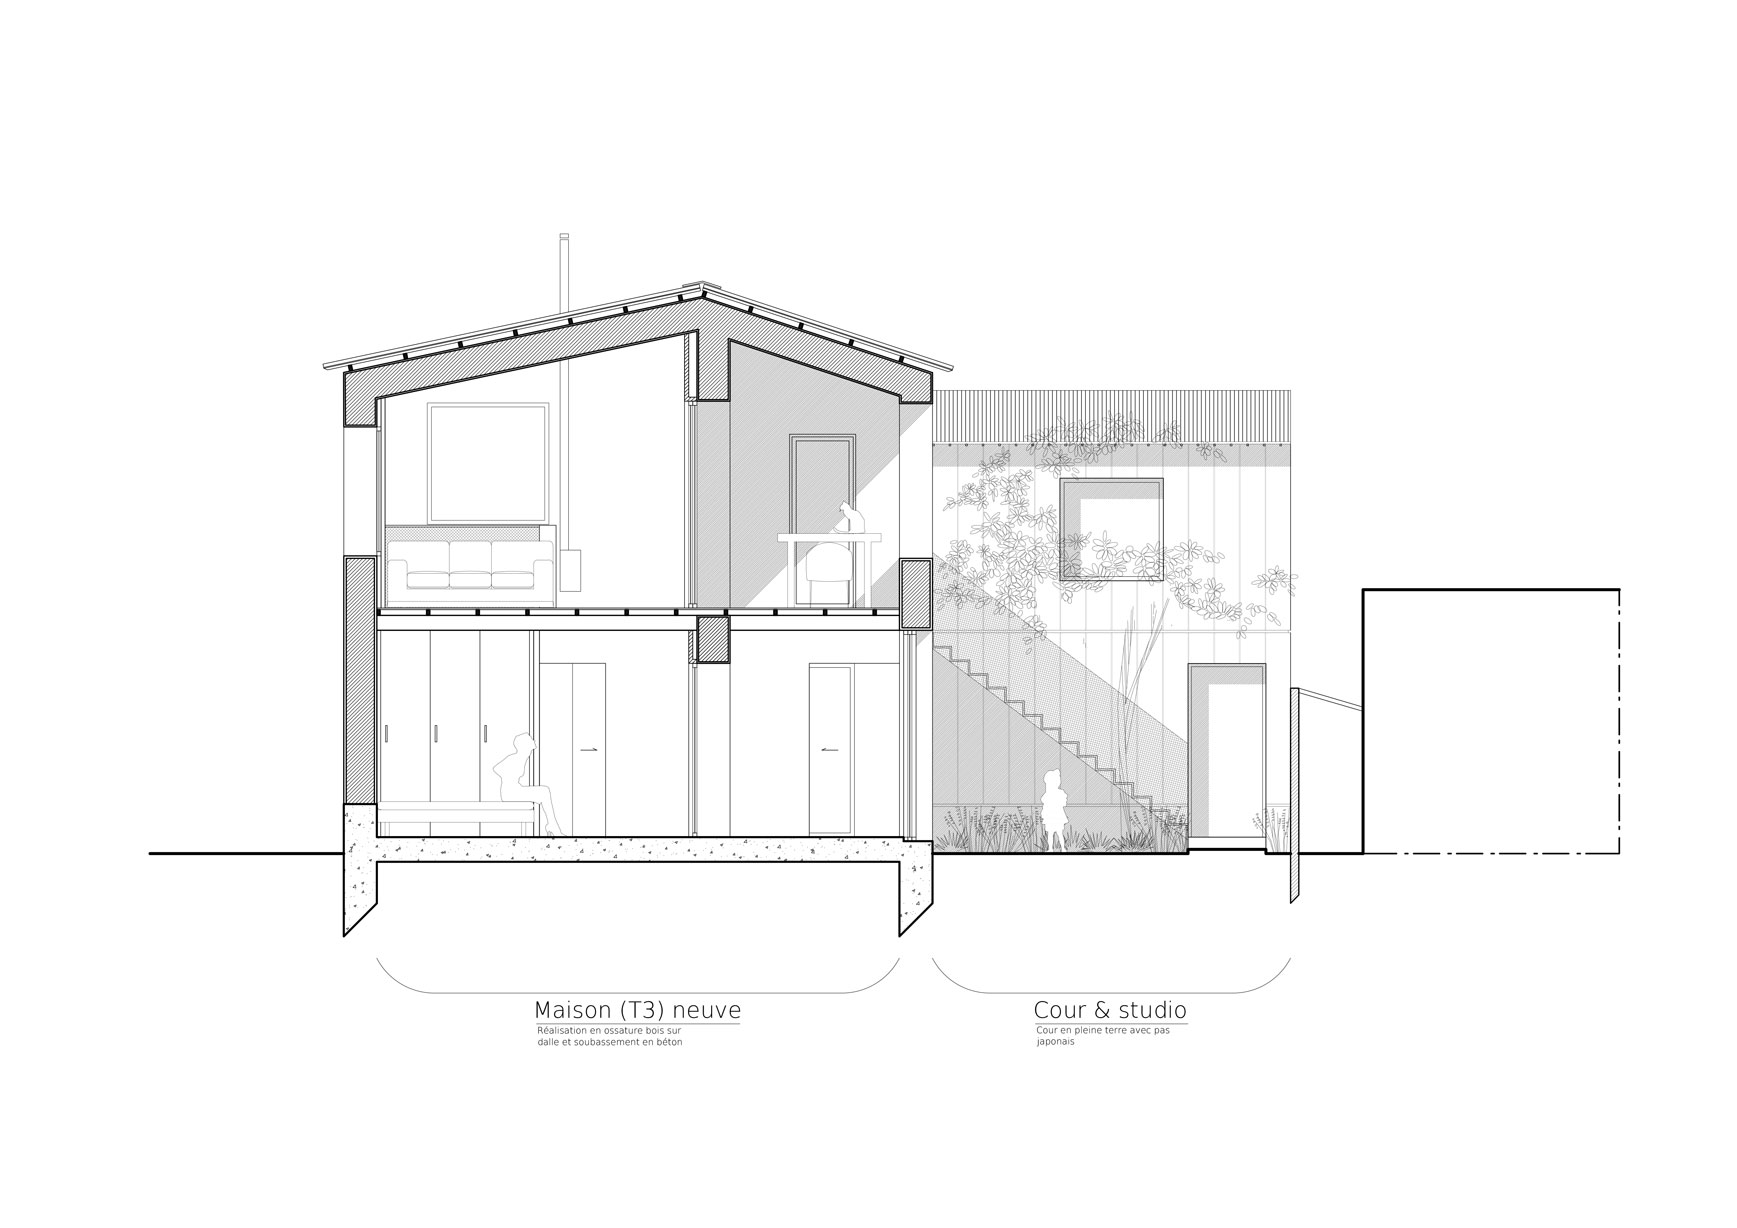 Maison (T3) neuve
Réalisation en ossature bois sur
dalle et soubassement en béton
Cour & studio
Cour en pleine terre avec pas
japonais